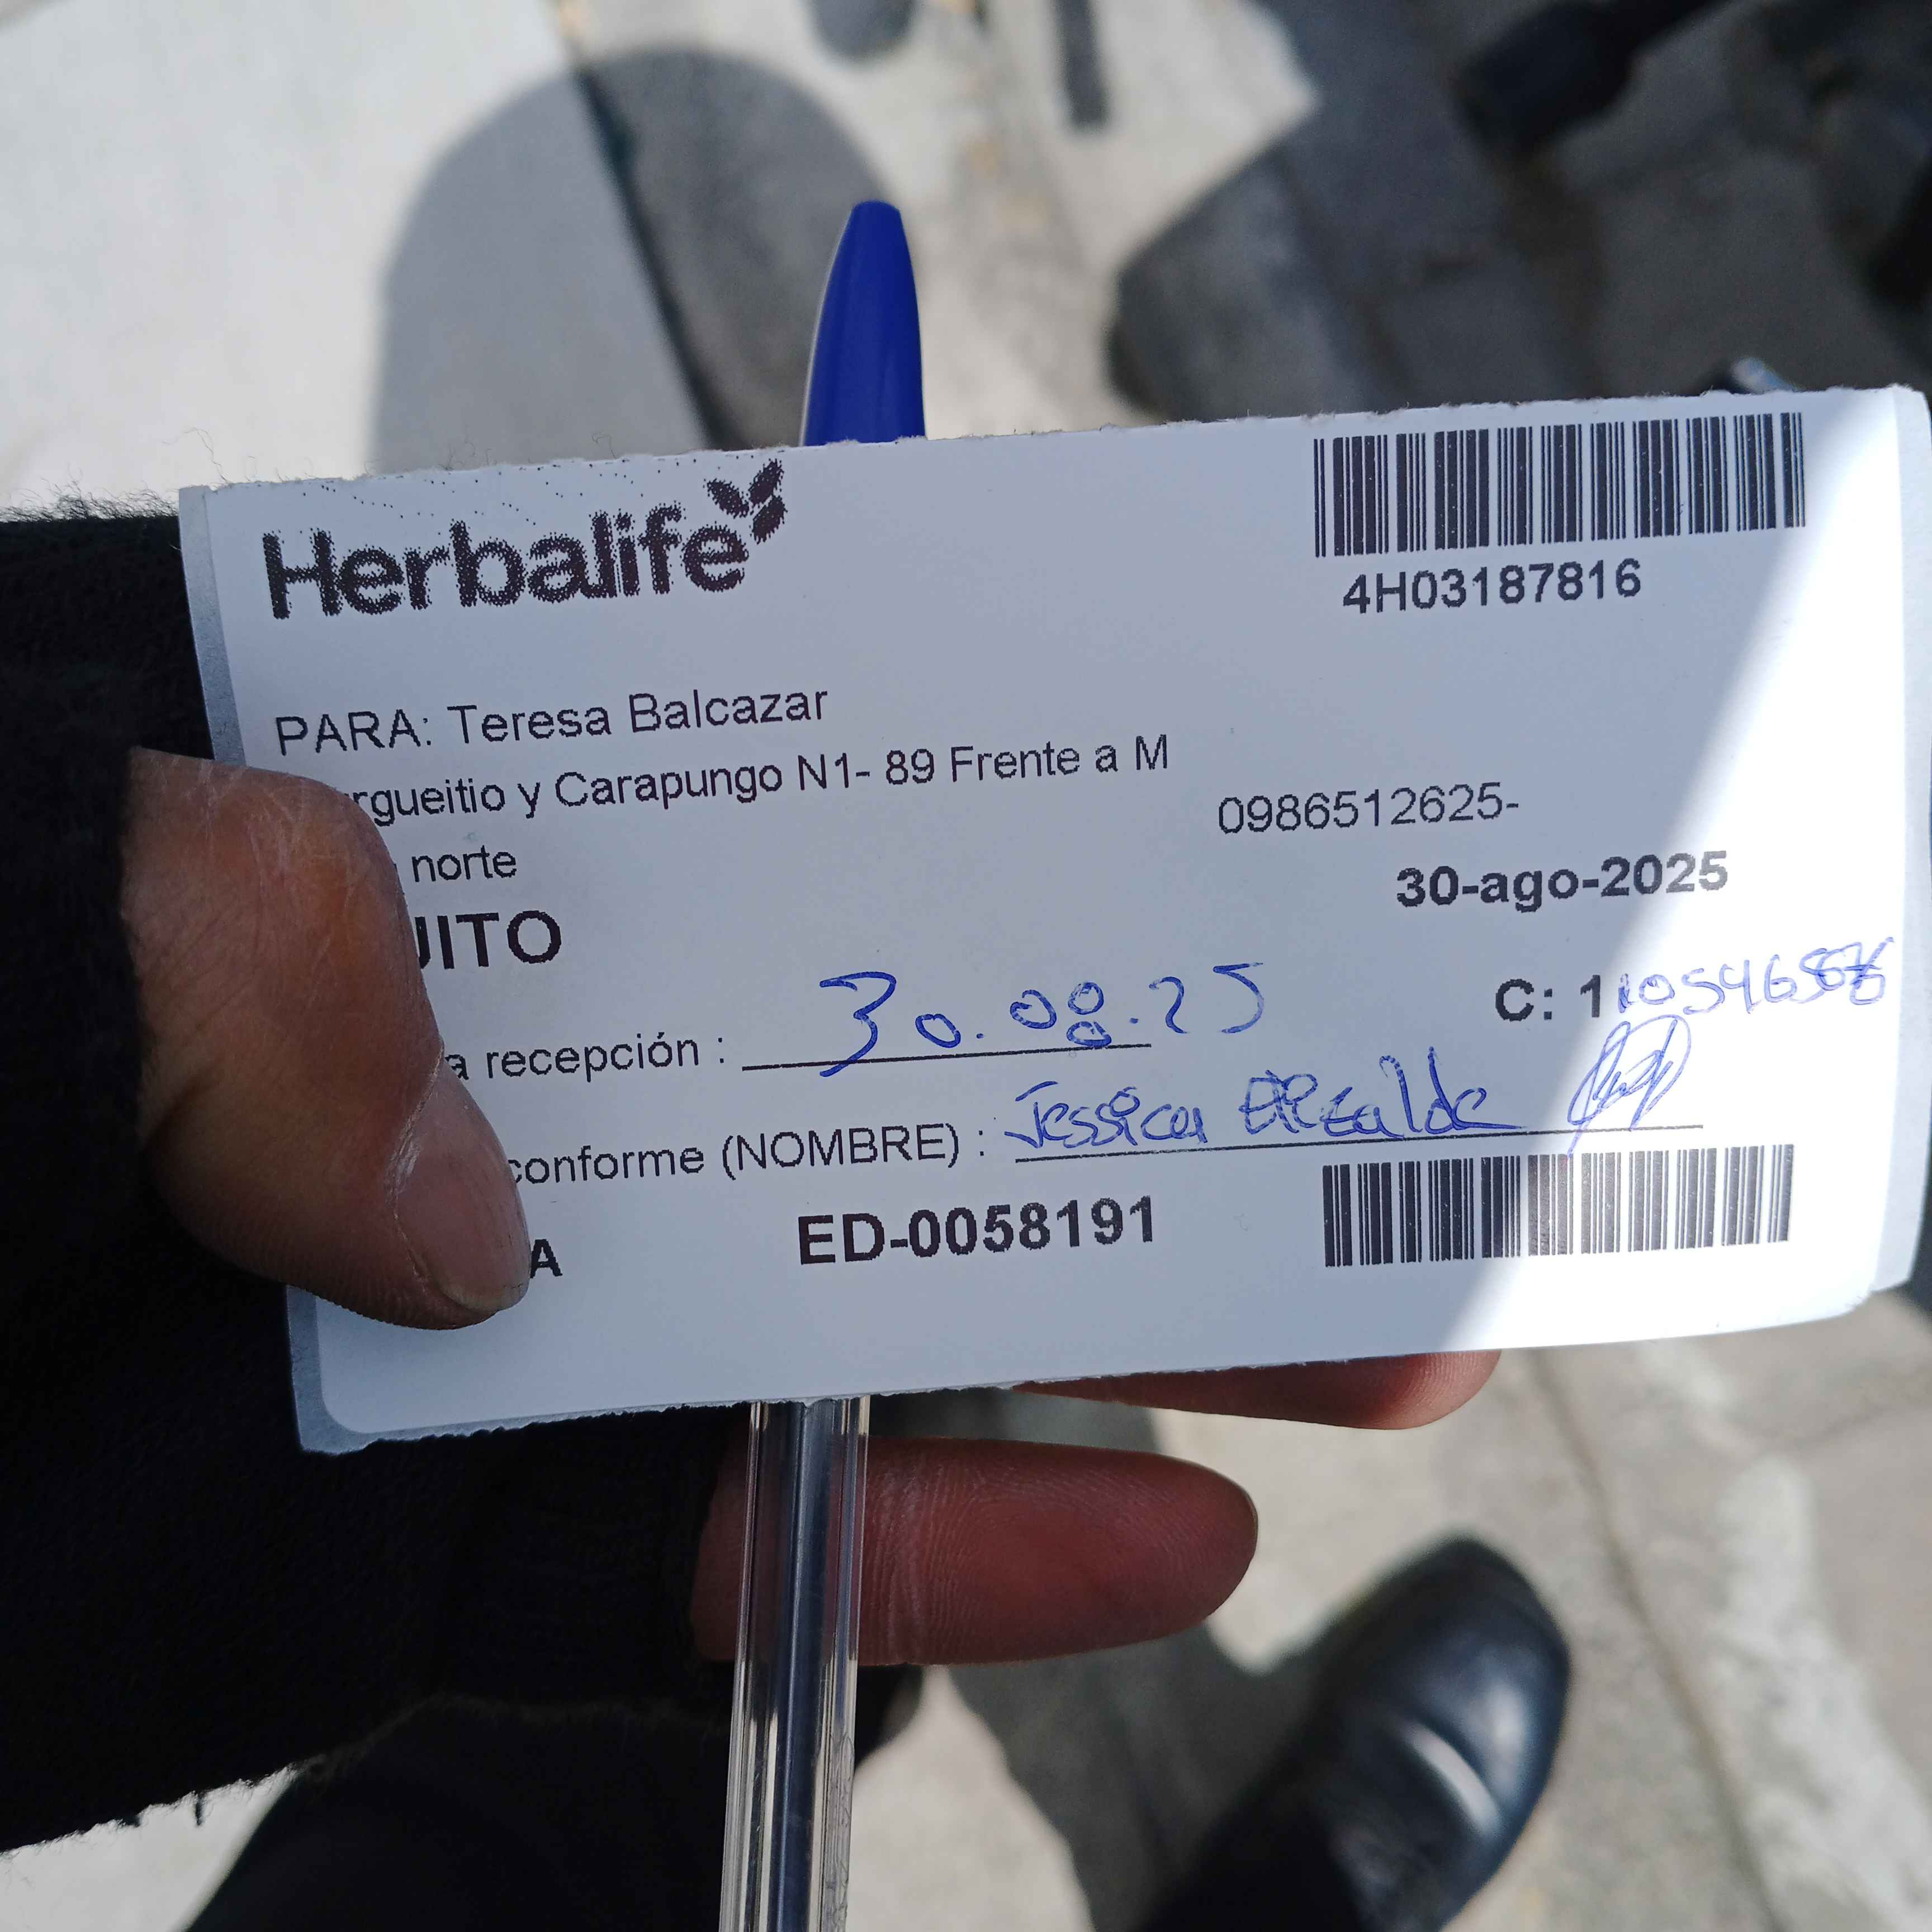 Herbalife
4H03187816
PARA: Teresa Balcazar
rgueitio y Carapungo N1- 89 Frente a M
0986512625-
norte
30-ago-2025
UITO
C: 1
a recepción : 30.08.25
conforme (NOMBRE) : Jessica Elizalde
A
ED-0058191